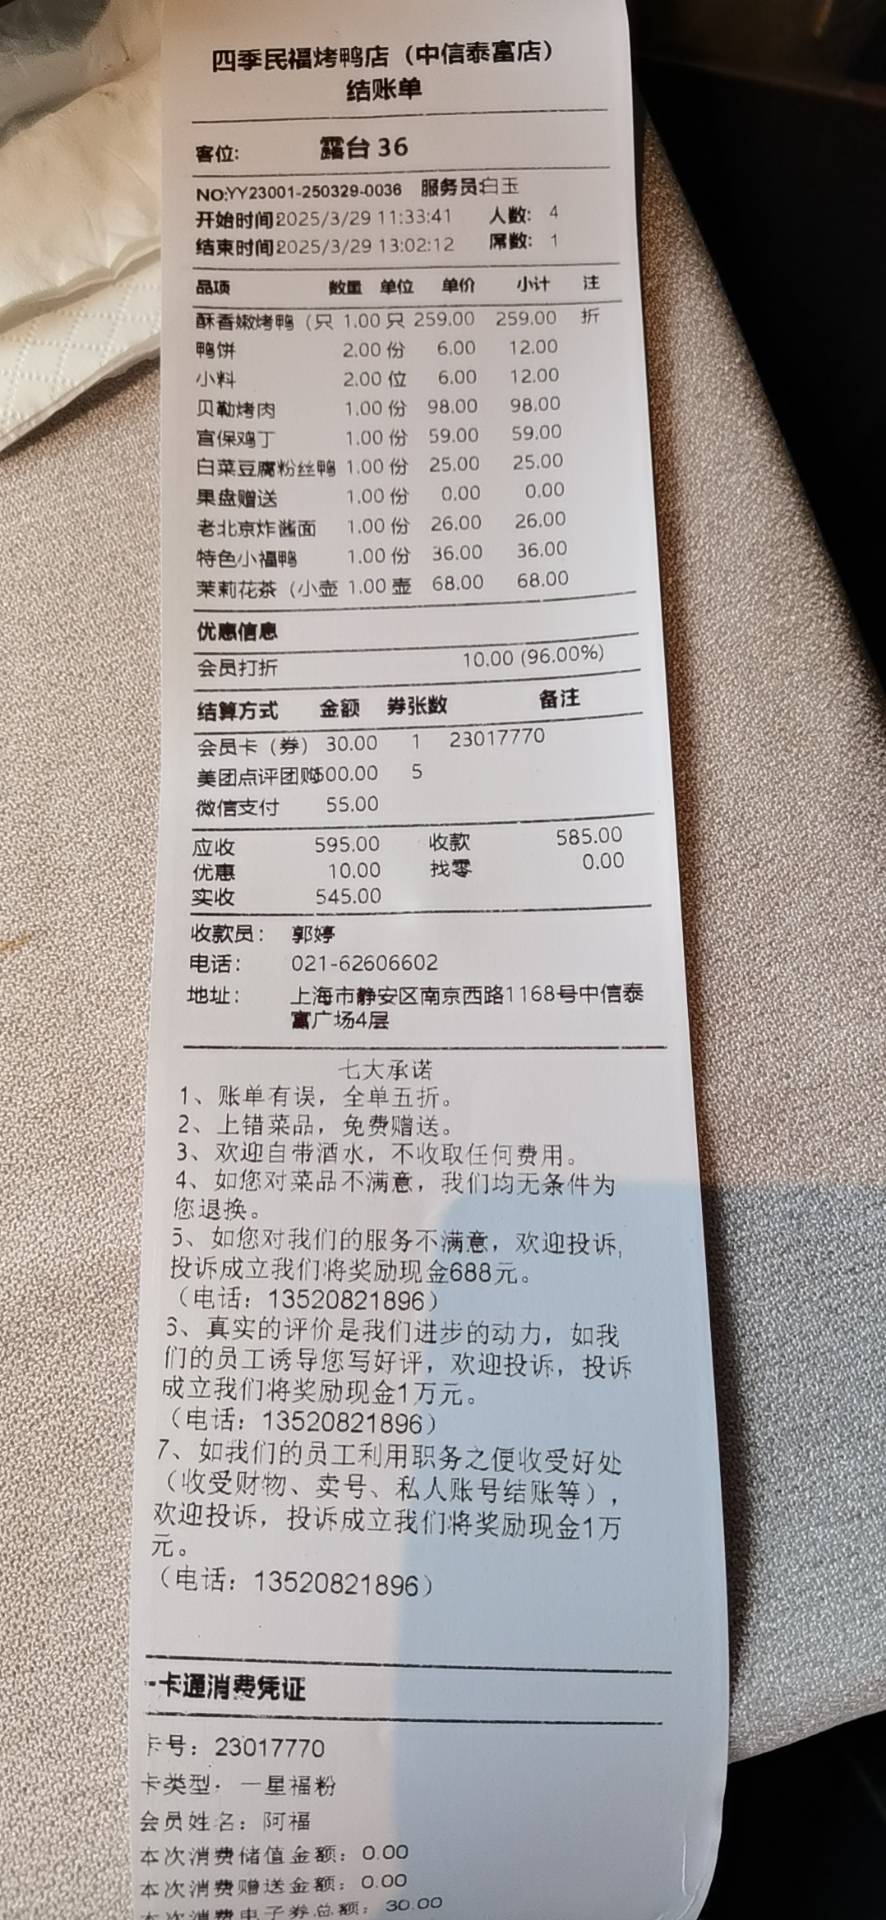 四季民福烤鸭店（中信泰富店）
结账单
客位: 露台 36
NO:YY23001-250329-0036 服务员:白玉
开始时间2025/3/29 11:33:41 人数: 4
结束时间2025/3/29 13:02:12 席数: 1
品项 数量 单位 单价 小计 注
酥香嫩烤鸭（只 1.00 只 259.00 259.00 折
鸭饼 2.00 份 6.00 12.00
小料 2.00 位 6.00 12.00
贝勒烤肉 1.00 份 98.00 98.00
宫保鸡丁 1.00 份 59.00 59.00
白菜豆腐粉丝鸭 1.00 份 25.00 25.00
果盘赠送 1.00 份 0.00 0.00
老北京炸酱面 1.00 份 26.00 26.00
特色小福鸭 1.00 份 36.00 36.00
茉莉花茶（小壶 1.00 壶 68.00 68.00
优惠信息
会员打折 10.00 (96.00%)
结算方式 金额 券张数 备注
会员卡（券） 30.00 1 23017770
美团点评团购500.00 5
微信支付 55.00
应收 595.00 收款 585.00
优惠 10.00 找零 0.00
实收 545.00
收款员： 郭婷
电话： 021-62606602
地址： 上海市静安区南京西路1168号中信泰
富广场4层
七大承诺
1、账单有误，全单五折。
2、上错菜品，免费赠送。
3、欢迎自带酒水，不收取任何费用。
4、如您对菜品不满意，我们均无条件为
您退换。
5、如您对我们的服务不满意，欢迎投诉,
投诉成立我们将奖励现金688元。
（电话：13520821896）
6、真实的评价是我们进步的动力，如我
们的员工诱导您写好评，欢迎投诉，投诉
成立我们将奖励现金1万元。
（电话：13520821896）
7、如我们的员工利用职务之便收受好处
（收受财物、卖号、私人账号结账等），
欢迎投诉，投诉成立我们将奖励现金1万
元。
（电话：13520821896）
一卡通消费凭证
卡号：23017770
卡类型：一星福粉
会员姓名：阿福
本次消费储值金额：0.00
本次消费赠送金额：0.00
本次消费电子券总额：30.00